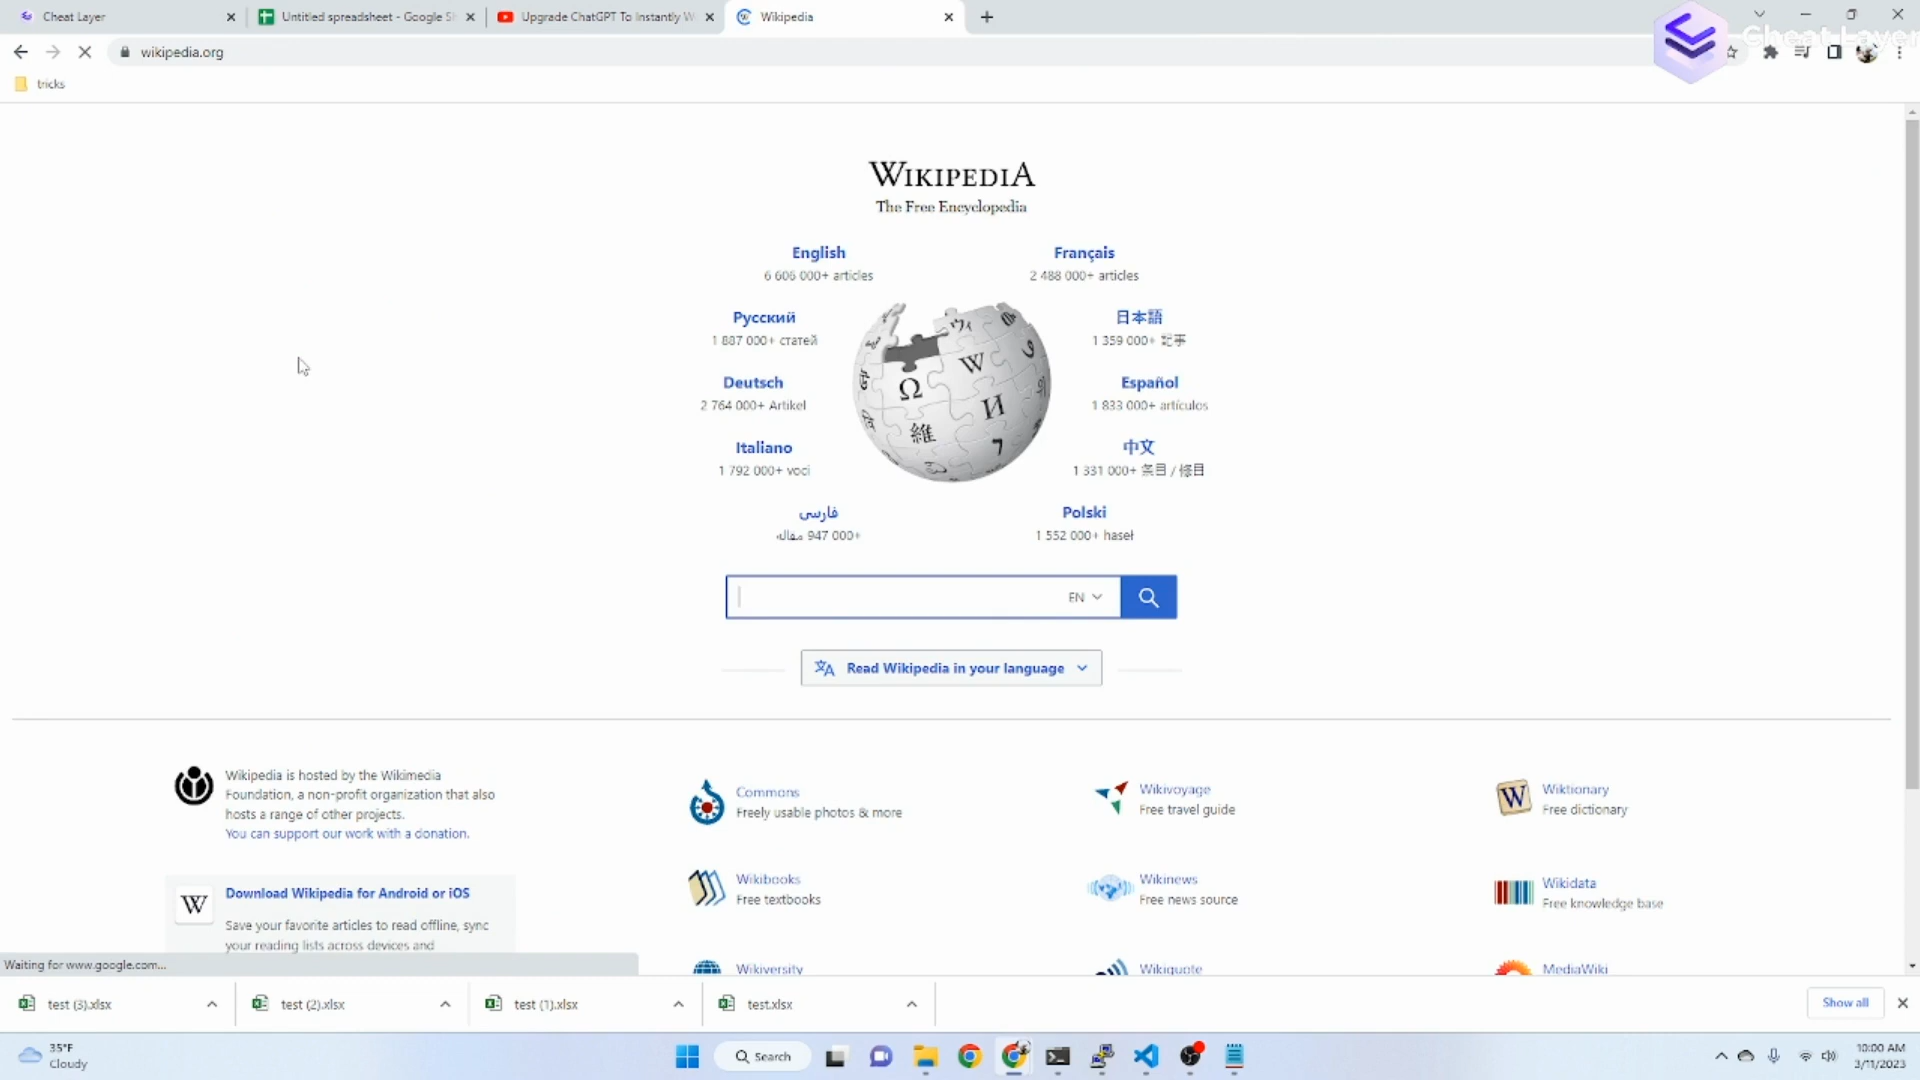 Cheat Layer
Untitled spreadsheet - Google Sh
Upgrade ChatGPT To Instantly W
Wikipedia
wikipedia.org
Cheat Layer
tricks
WIKIPEDIA
The Free Encyclopedia
English
6 606 000+ articles
Français
2 488 000+ articles
Русский
1 887 000+ статей
日本語
1 359 000+ 記事
Deutsch
2 764 000+ Artikel
Español
1 833 000+ artículos
Italiano
1 792 000+ voci
中文
1 331 000+ 条目 / 條目
فارسی
۹۴۷ 000+ مقاله
Polski
1 552 000+ haseł
EN
Read Wikipedia in your language
Wikipedia is hosted by the Wikimedia
Foundation, a non-profit organization that also
hosts a range of other projects.
You can support our work with a donation.
Download Wikipedia for Android or iOS
Save your favorite articles to read offline, sync
your reading lists across devices and
Commons
Freely usable photos & more
Wikivoyage
Free travel guide
Wiktionary
Free dictionary
Wikibooks
Free textbooks
Wikinews
Free news source
Wikidata
Free knowledge base
Wikiversity
Wikiquote
MediaWiki
Waiting for www.google.com...
test (3).xlsx
test (2).xlsx
test (1).xlsx
test.xlsx
Show all
35°F
Cloudy
Search
10:00 AM
3/11/2023